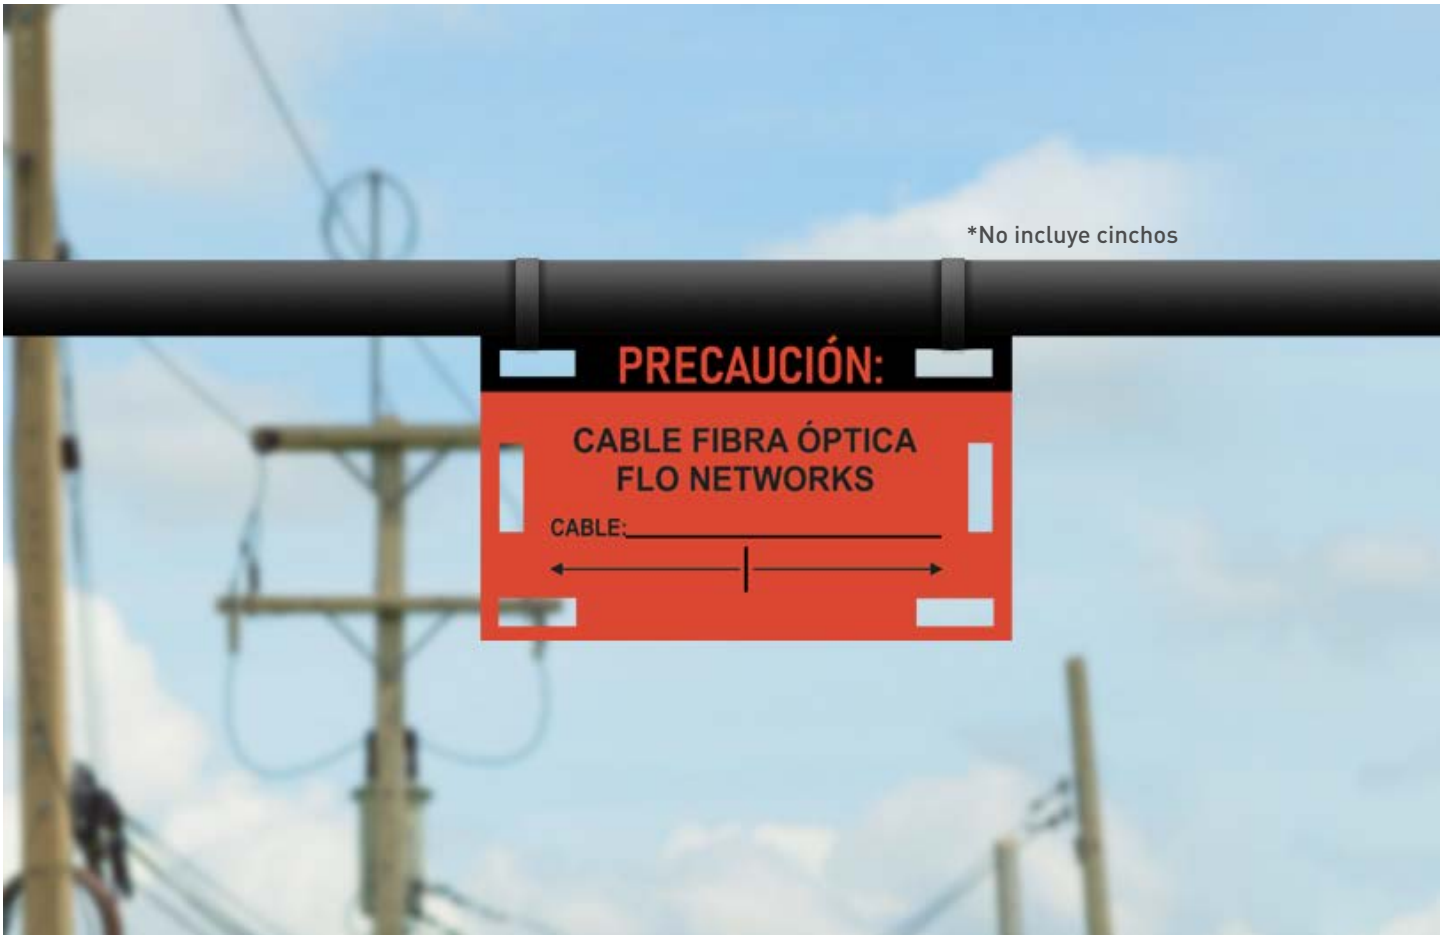 *No incluye cinchos
PRECAUCIÓN:
CABLE FIBRA ÓPTICA
FLO NETWORKS
CABLE: